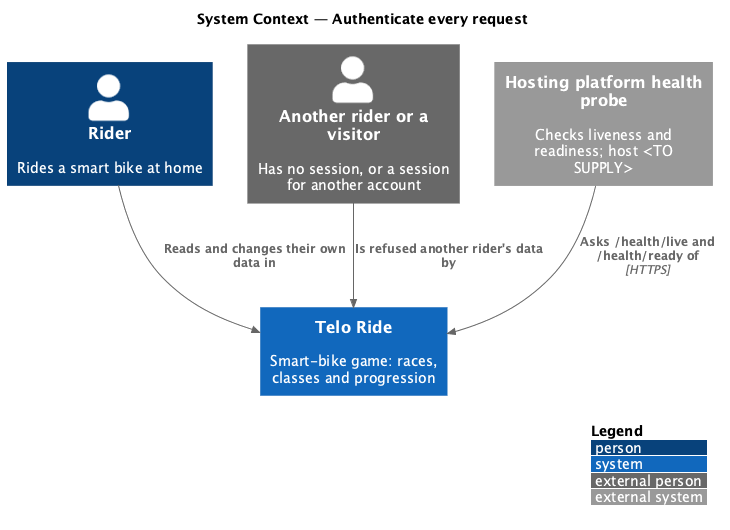 System Context — Authenticate every request
Rider
Rides a smart bike at home
Another rider or a
visitor
Has no session, or a session
for another account
Hosting platform health
probe
Checks liveness and
readiness; host <TO
SUPPLY>
Reads and changes their own
data in
Is refused another rider's data
by
Asks /health/live and
/health/ready of
[HTTPS]
Telo Ride
Smart-bike game: races,
classes and progression
Legend
person
system
external person
external system